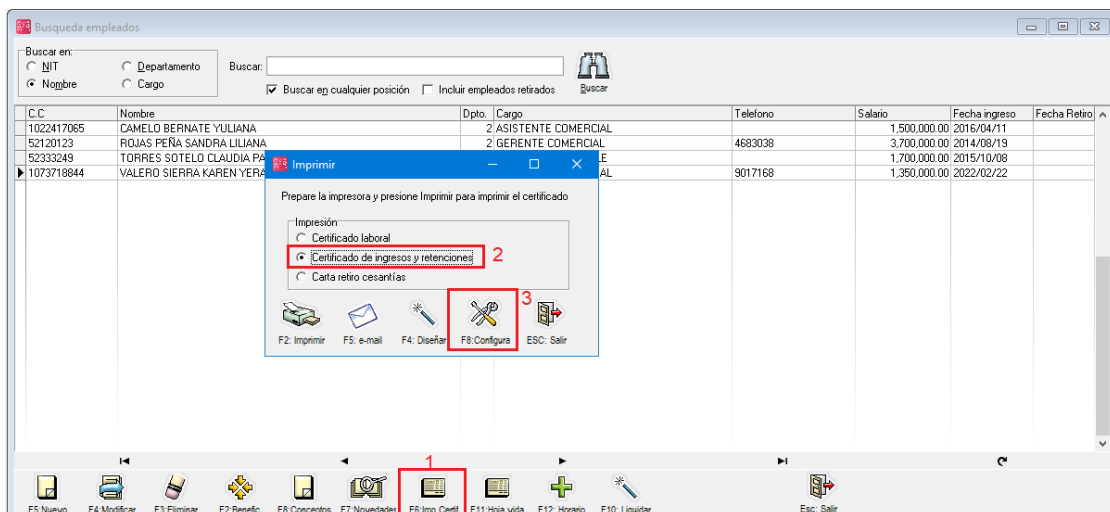 Busqueda empleados
Buscar en:
NIT
Departamento
Buscar:
Nombre
Cargo
Buscar en cualquier posición
Incluir empleados retirados
Buscar
C.C Nombre Dpto. Cargo Telefono Salario Fecha ingreso Fecha Retiro
1022417065 CAMELO BERNATE YULIANA 2 ASISTENTE COMERCIAL 1,500,000.00 2016/04/11
52120123 ROJAS PEÑA SANDRA LILIANA 2 GERENTE COMERCIAL 4683038 3,700,000.00 2014/08/19
52333249 TORRES SOTELO CLAUDIA PA LE 1,700,000.00 2015/10/08
1073718844 VALERO SIERRA KAREN YERA AL 9017168 1,350,000.00 2022/02/22
Imprimir
Prepare la impresora y presione Imprimir para imprimir el certificado
Impresión
Certificado laboral
Certificado de ingresos y retenciones 2
Carta retiro cesantías
3
F2: Imprimir F5: e-mail F4: Diseñar F8:Configura ESC: Salir
1
F5:Nuevo F4:Modificar F3:Eliminar F2:Benefic. F8:Conceptos F7:Novedades F6:Imp.Certif. F11:Hoja vida F12: Horario F10: Liquidar Esc: Salir